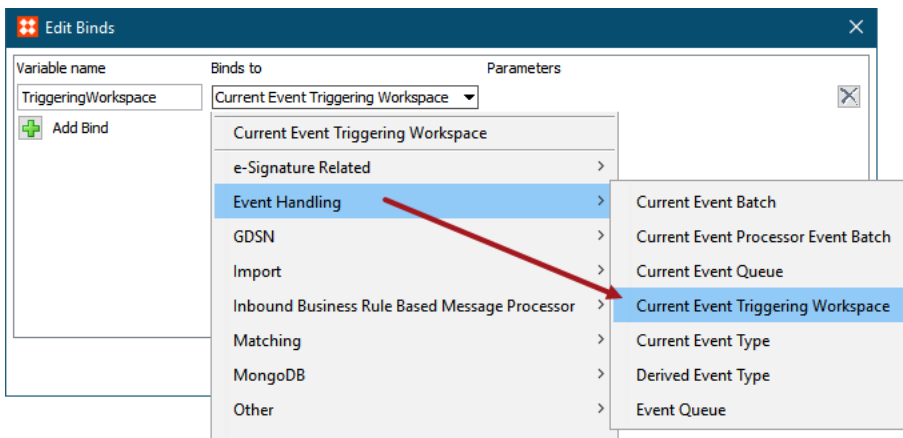 Edit Binds
Variable name Binds to Parameters
TriggeringWorkspace Current Event Triggering Workspace
Add Bind
Current Event Triggering Workspace
e-Signature Related
Event Handling
GDSN
Import
Inbound Business Rule Based Message Processor
Matching
MongoDB
Other
Current Event Batch
Current Event Processor Event Batch
Current Event Queue
Current Event Triggering Workspace
Current Event Type
Derived Event Type
Event Queue